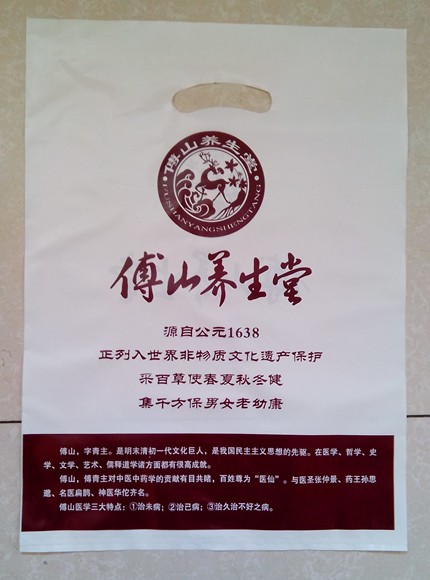 ·傅山养生堂·
FUSHANYANGSHENGTANG
傅山养生堂
源自公元1638
正列入世界非物质文化遗产保护
采百草使春夏秋冬健
集千方保男女老幼康
傅山，字青主。是明末清初一代文化巨人，是我国民主主义思想的先驱。在医学、哲学、史
学、文学、艺术、儒释道学诸方面都有很高成就。
傅山，傅青主对中医中药学的贡献有目共睹，百姓尊为“医仙”。与医圣张仲景、药王孙思
邈、名医扁鹊、神医华佗齐名。
傅山医学三大特点：①治未病；②治已病；③治久治不好之病。